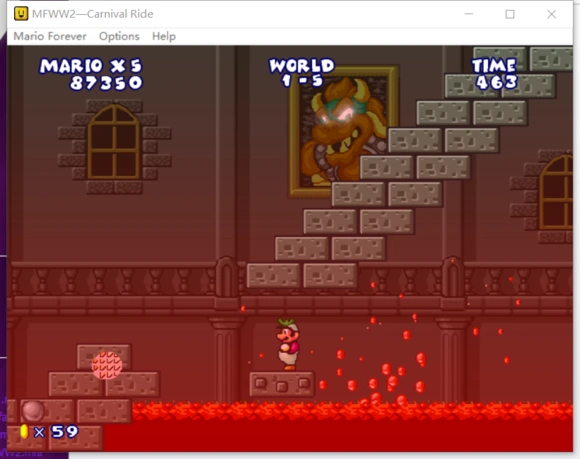 MFWW2—Carnival Ride
Mario Forever Options Help
MARIO X 5 WORLD TIME
87350 1 - 5 463
X 59